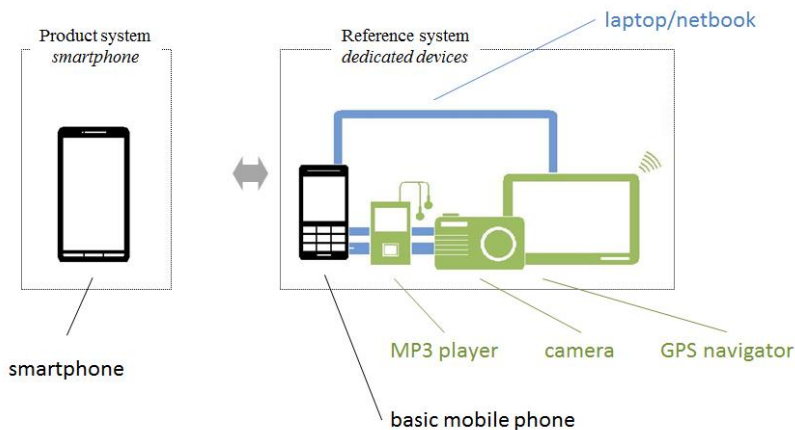 laptop/netbook
Product system
smartphone
Reference system
dedicated devices
MP3 player
camera
GPS navigator
smartphone
basic mobile phone